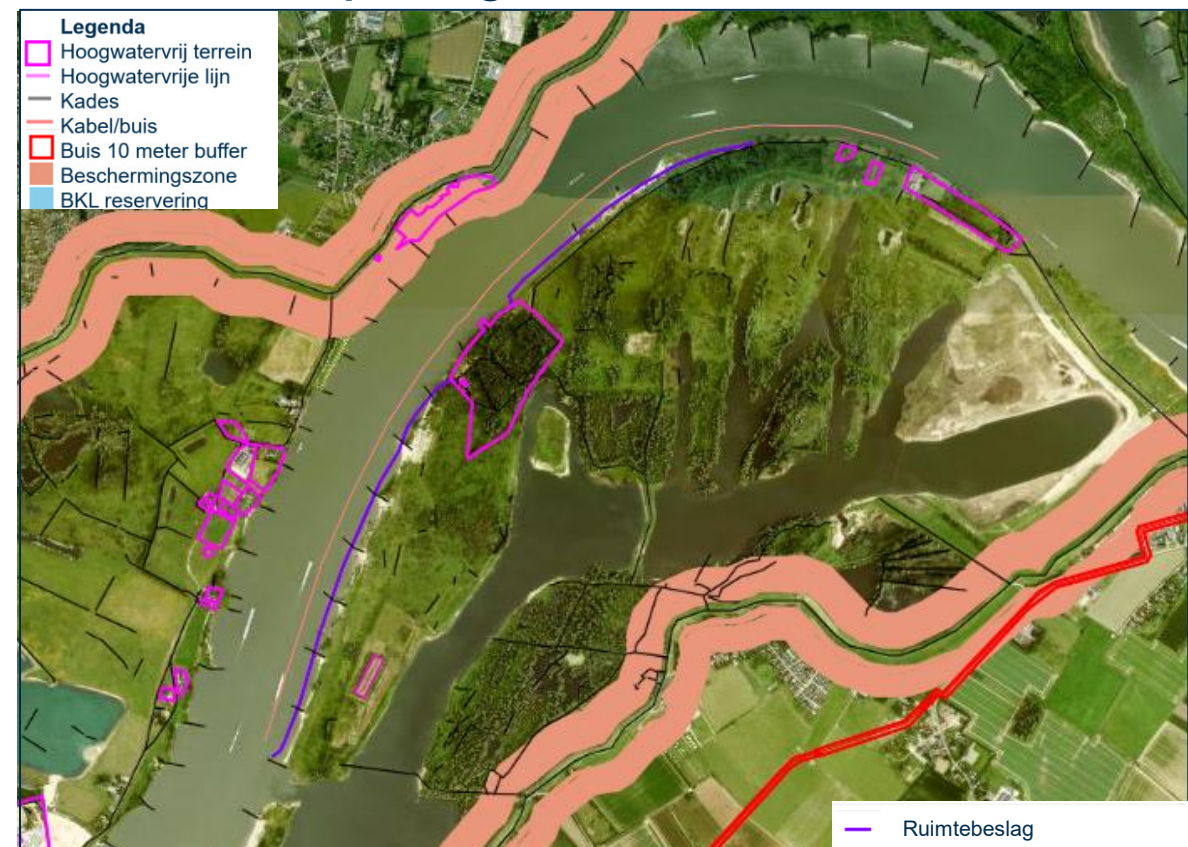 Legenda
Hoogwatervrij terrein
Hoogwatervrije lijn
Kades
Kabel/buis
Buis 10 meter buffer
Beschermingszone
BKL reservering
Ruimtebeslag